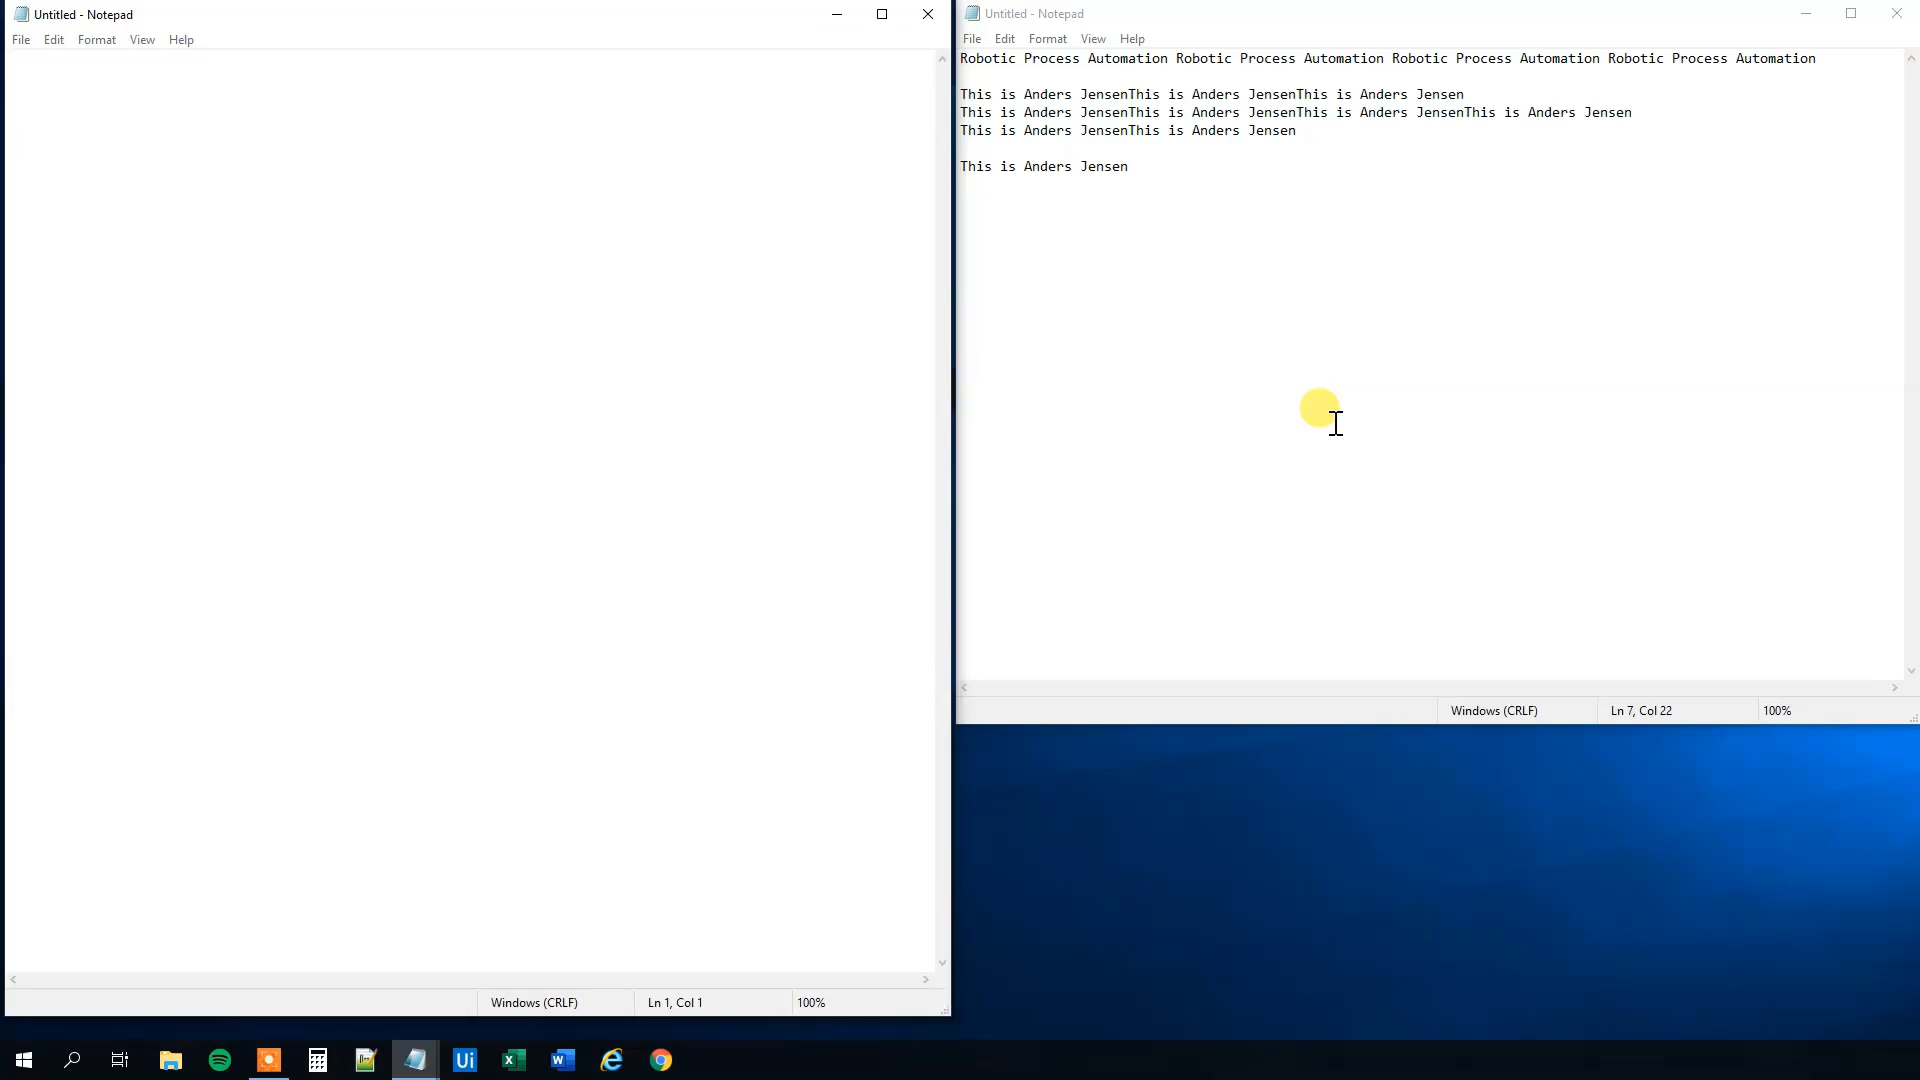 Untitled - Notepad
File Edit Format View Help
Windows (CRLF) Ln 1, Col 1 100%
Untitled - Notepad
File Edit Format View Help
Robotic Process Automation Robotic Process Automation Robotic Process Automation Robotic Process Automation
This is Anders JensenThis is Anders JensenThis is Anders Jensen
This is Anders JensenThis is Anders JensenThis is Anders JensenThis is Anders Jensen
This is Anders JensenThis is Anders Jensen
This is Anders Jensen
Windows (CRLF) Ln 7, Col 22 100%
Ui